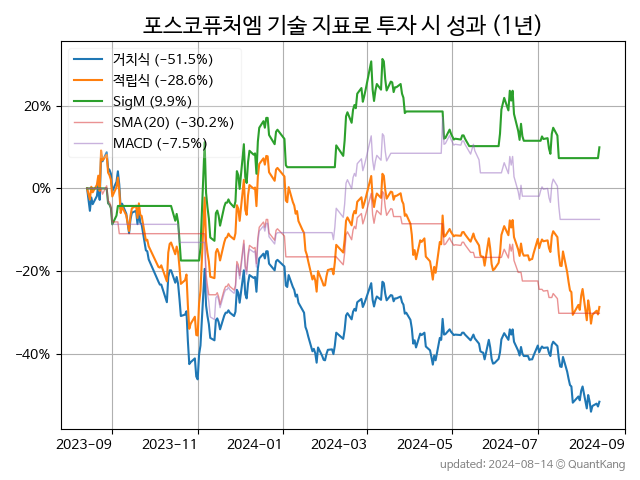 포스코퓨처엠 기술 지표로 투자 시 성과 (1년)
거치식 (−51.5%)
적립식 (−28.6%)
SigM (9.9%)
SMA(20) (−30.2%)
MACD (−7.5%)
20%
0%
−20%
−40%
2023-09 2023-11 2024-01 2024-03 2024-05 2024-07 2024-09
updated: 2024-08-14 © QuantKang